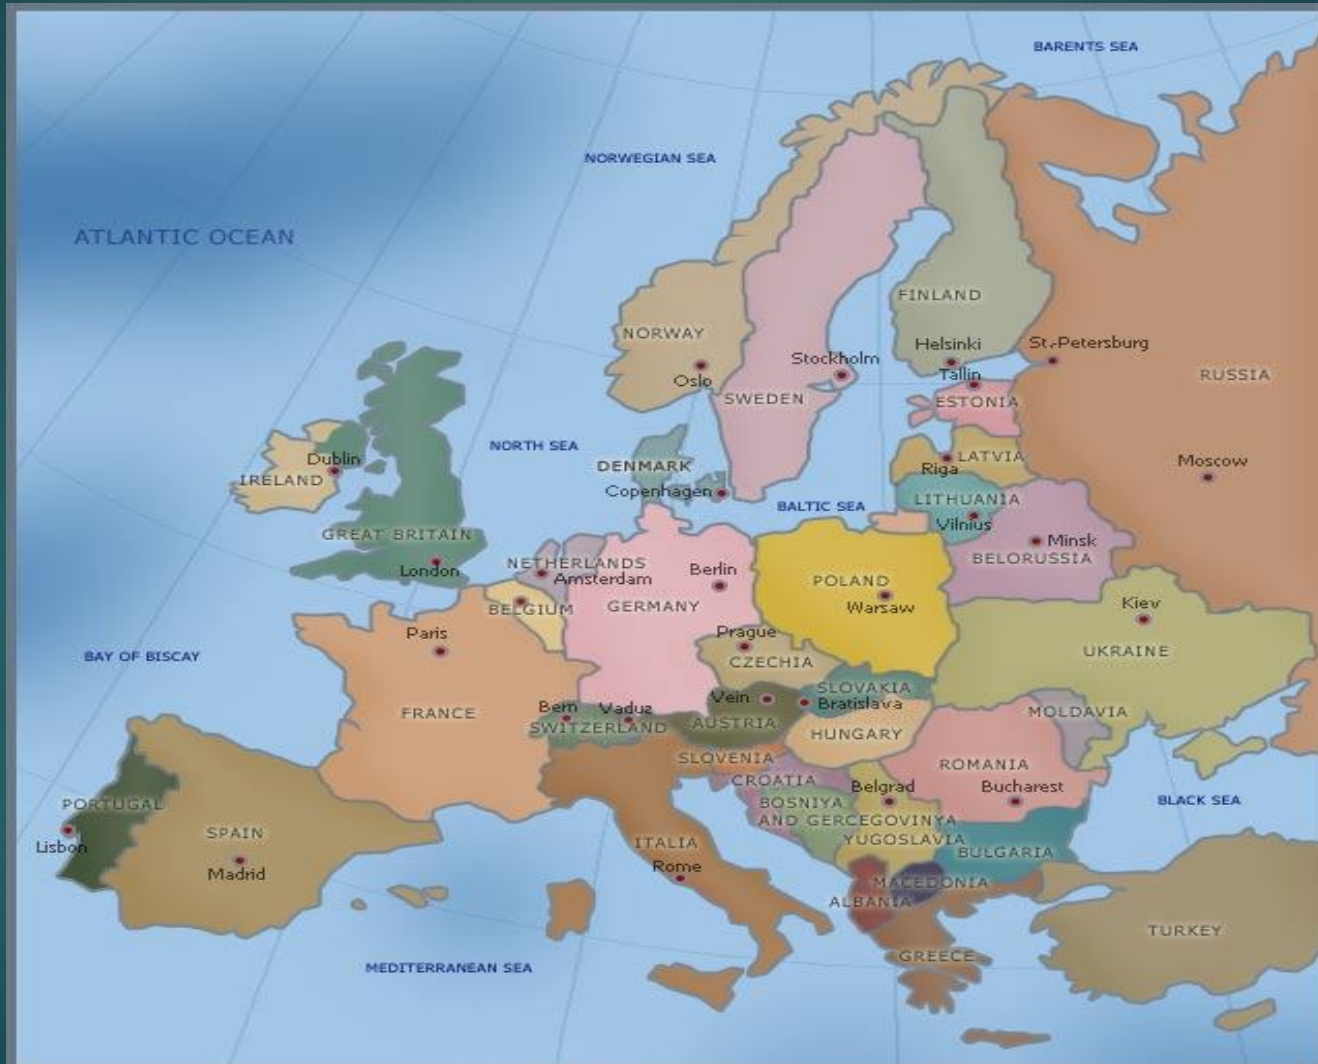 BARENTS SEA
NORWEGIAN SEA
ATLANTIC OCEAN
FINLAND
NORWAY
Helsinki
St.-Petersburg
Stockholm
Tallin
RUSSIA
Oslo
SWEDEN
ESTONIA
NORTH SEA
Dublin
LATVIA
Moscow
DENMARK
Riga
IRELAND
Copenhagen
LITHUANIA
BALTIC SEA
Vilnius
GREAT BRITAIN
Minsk
BELORUSSIA
NETHERLANDS
London
Amsterdam
Berlin
POLAND
BELGIUM
GERMANY
Warsaw
Kiev
Paris
Prague
UKRAINE
BAY OF BISCAY
CZECHIA
SLOVAKIA
Vein
Bratislava
Bern
Vaduz
FRANCE
MOLDAVIA
SWITZERLAND
AUSTRIA
HUNGARY
SLOVENIA
ROMANIA
CROATIA
Belgrad
Bucharest
PORTUGAL
BOSNIYA
AND GERCEGOVINYA
BLACK SEA
SPAIN
ITALIA
YUGOSLAVIA
Lisbon
BULGARIA
Madrid
Rome
MACEDONIA
ALBANIA
TURKEY
GREECE
MEDITERRANEAN SEA